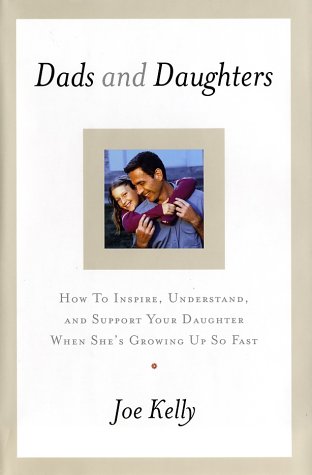 Dads and Daughters
How To Inspire, Understand,
and Support Your Daughter
When She's Growing Up So Fast
Joe Kelly